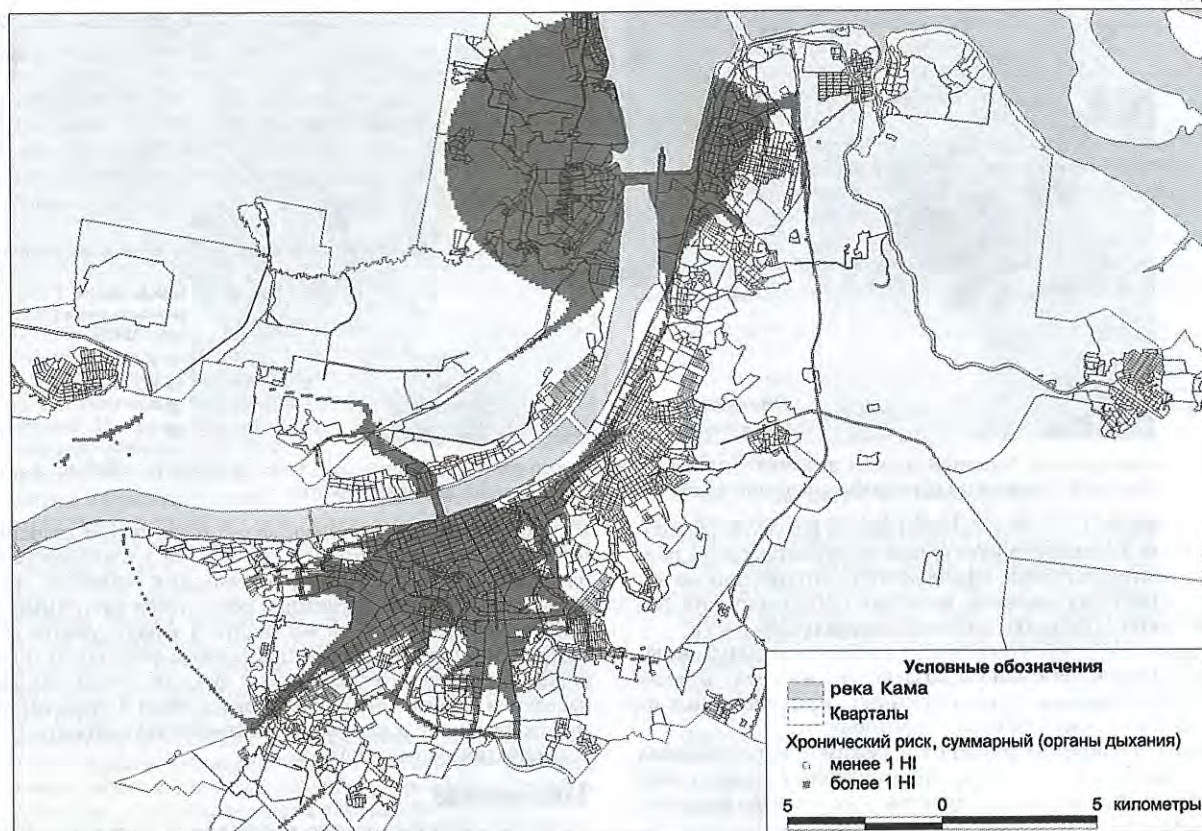 Условные обозначения
река Кама
Кварталы
Хронический риск, суммарный (органы дыхания)
менее 1 HI
более 1 HI
5 0 5 километры